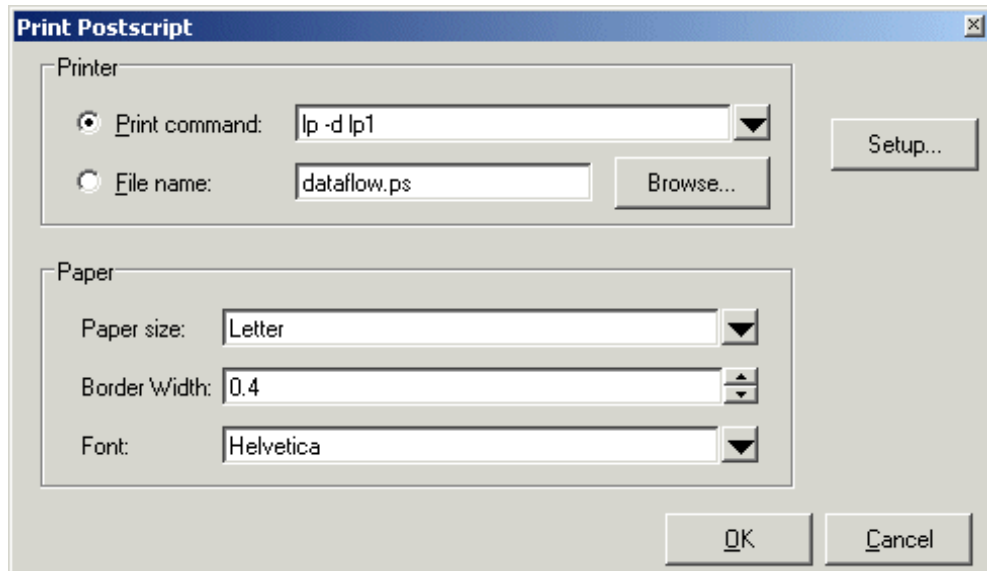 Print Postscript
Printer
Print command: lp -d lp1
Setup...
File name: dataflow.ps Browse...
Paper
Paper size: Letter
Border Width: 0.4
Font: Helvetica
OK Cancel